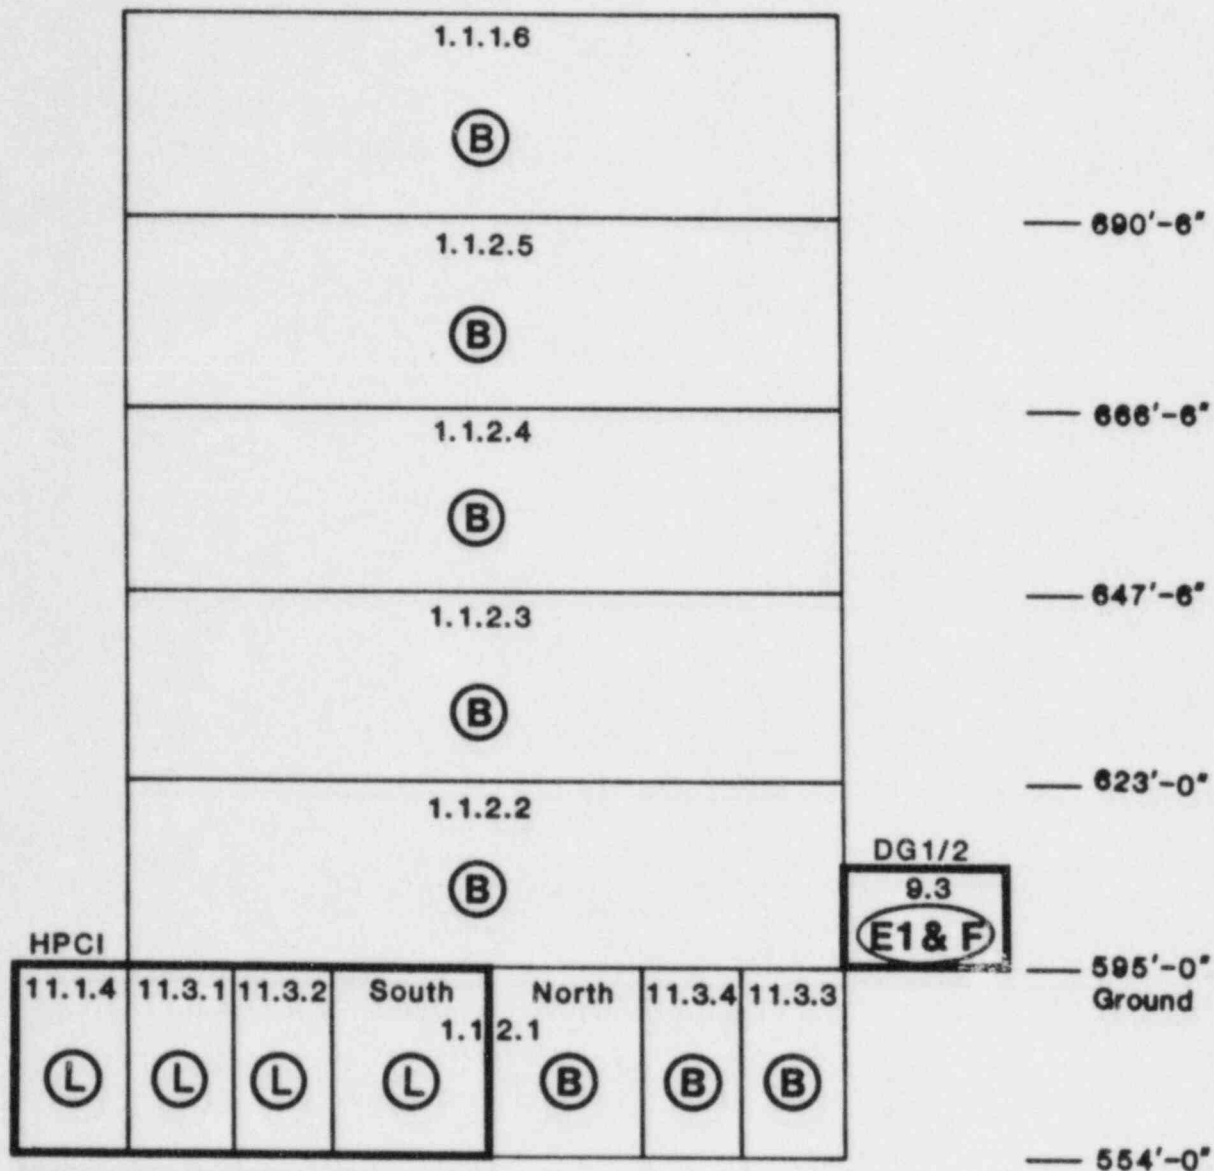 1.1.1.6
B
690'-6"
1.1.2.5
B
666'-6"
1.1.2.4
B
647'-6"
1.1.2.3
B
623'-0"
1.1.2.2
B
DG1/2
9.3
E1 & F
HPCI
595'-0"
Ground
11.1.4 11.3.1 11.3.2 South North 11.3.4 11.3.3
1.1.2.1
L L L L B B B
554'-0"